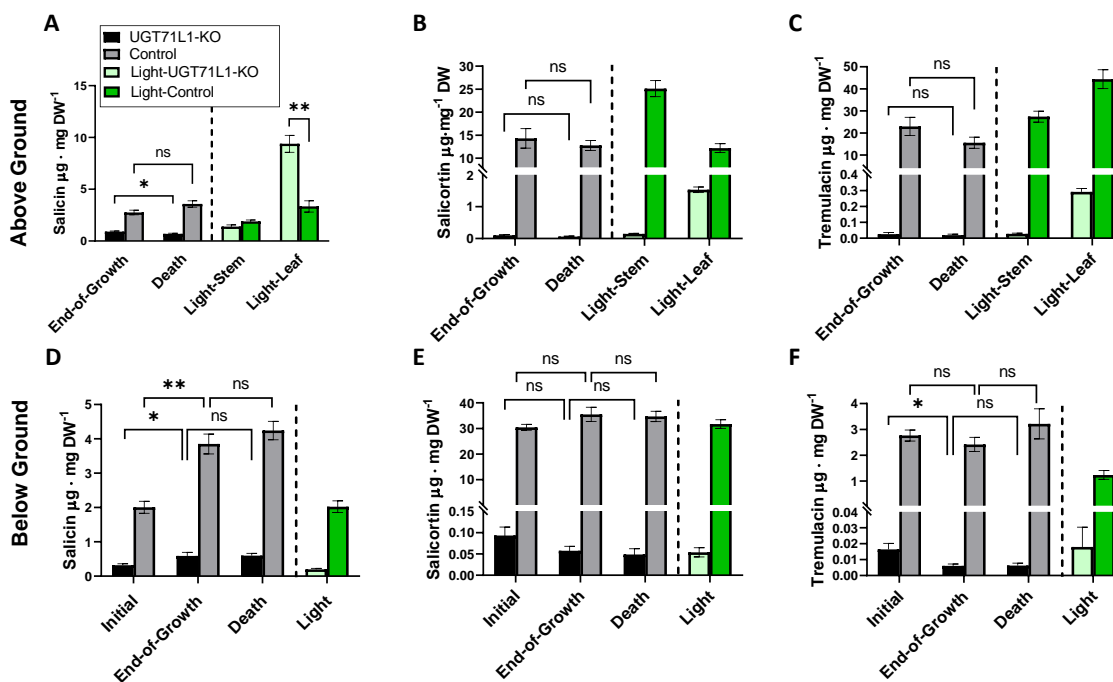 A
UGT71L1-KO
Control
Light-UGT71L1-KO
Light-Control
Above Ground
Salicin µg · mg DW⁻¹
15
10
5
0
ns
*
**
End-of-Growth
Death
Light-Stem
Light-Leaf
B
Salicortin µg·mg⁻¹ DW
30
25
20
15
10
2
1
0
ns
ns
End-of-Growth
Death
Light-Stem
Light-Leaf
C
Tremulacin µg · mg DW⁻¹
50
40
30
20
10
0.4
0.3
0.2
0.1
0.0
ns
ns
End-of-Growth
Death
Light-Stem
Light-Leaf
Below Ground
D
Salicin µg · mg DW⁻¹
5
4
3
2
1
0
** ns
* ns
Initial
End-of-Growth
Death
Light
E
Salicortin µg · mg DW⁻¹
40
30
20
10
0.15
0.10
0.05
0.00
ns ns
ns ns
Initial
End-of-Growth
Death
Light
F
Tremulacin µg · mg DW⁻¹
5
4
3
2
1
0.04
0.03
0.02
0.01
0.00
ns ns
* ns
Initial
End-of-Growth
Death
Light